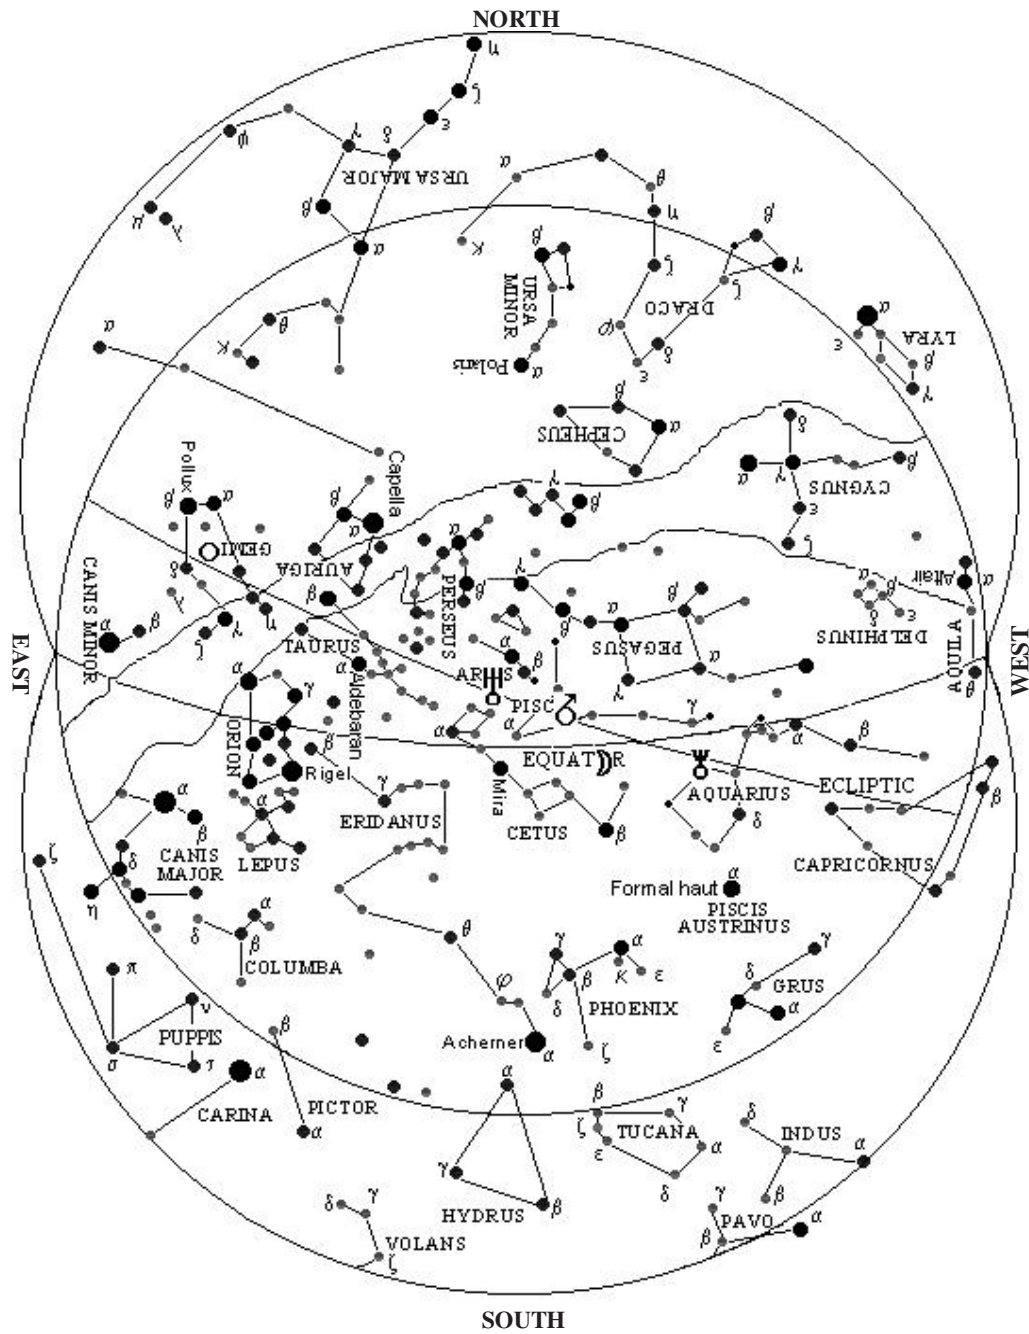 NORTH
η
ζ
ε
ψ
γ
δ
URSA MAJOR
α
θ
μ
λ
β
α
κ
η
β
β
γ
URSA
MINOR
ζ
DRACO
ζ
α
θ
κ
φ
δ
ε
LYRA
ε
β
γ
α
Polaris
α
β
CEPHEUS
α
δ
Pollux
Capella
β
α
β
γ
β
α
γ
CYGNUS
β
α
ε
GEMI
AURIGA
ζ
CANIS MINOR
δ
λ
β
PERSEUS
β
γ
α
β
Altair
α
α
β
DELPHINUS
δ
ε
α
β
γ
η
ζ
TAURUS
β
PEGASUS
AQUILA
EAST
WEST
α
γ
α
Aldebaran
α
β
ARIES
γ
α
θ
PISC
ORION
α
α
γ
α
β
β
Rigel
EQUATOR
Mira
ECLIPTIC
AQUARIUS
β
γ
ERIDANUS
CETUS
β
δ
α
β
CANIS
MAJOR
LEPUS
CAPRICORNUS
ζ
δ
η
α
Formal haut
PISCIS
AUSTRINUS
δ
α
β
COLUMBA
θ
γ
α
β
κ
ε
δ
PHOENIX
γ
δ
GRUS
α
ε
π
ν
PUPPIS
σ
τ
φ
β
Acherner
α
ζ
α
CARINA
PICTOR
α
α
β
ζ
ε
TUCANA
γ
α
δ
δ
INDUS
α
β
γ
HYDRUS
β
δ
γ
VOLANS
ζ
γ
PAVO
β
α
SOUTH